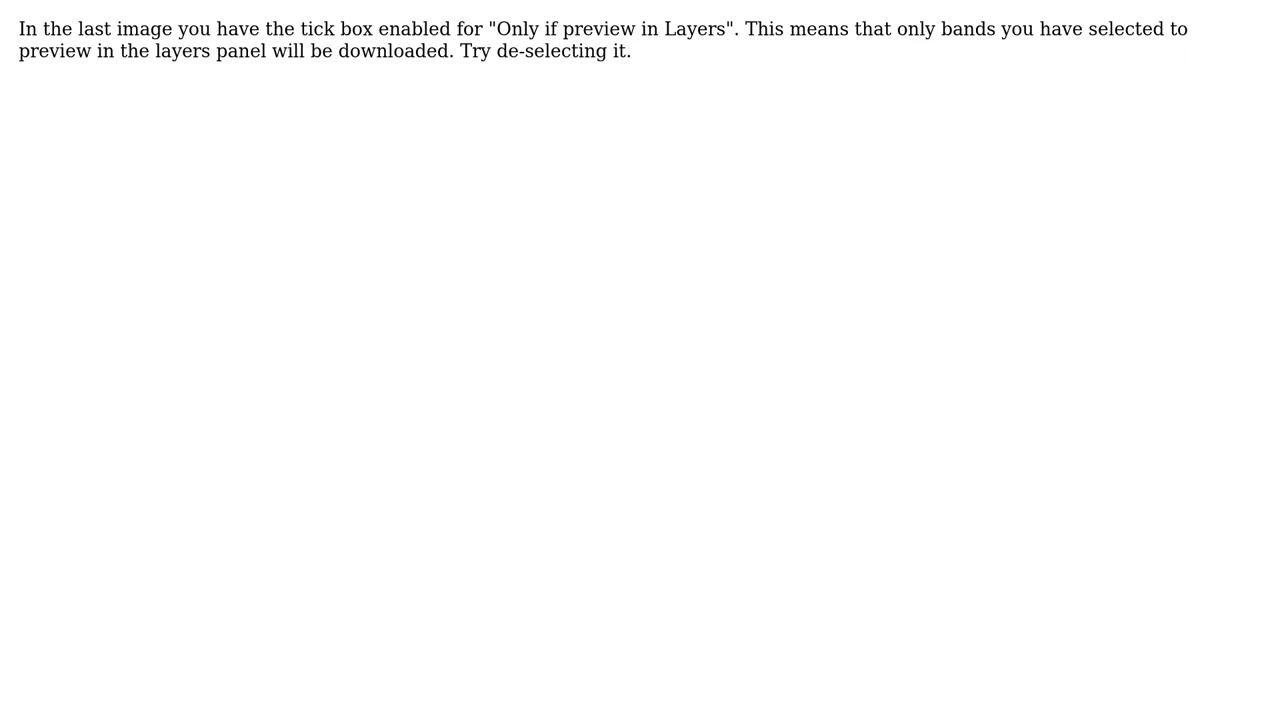 In the last image you have the tick box enabled for "Only if preview in Layers". This means that only bands you have selected to
preview in the layers panel will be downloaded. Try de-selecting it.